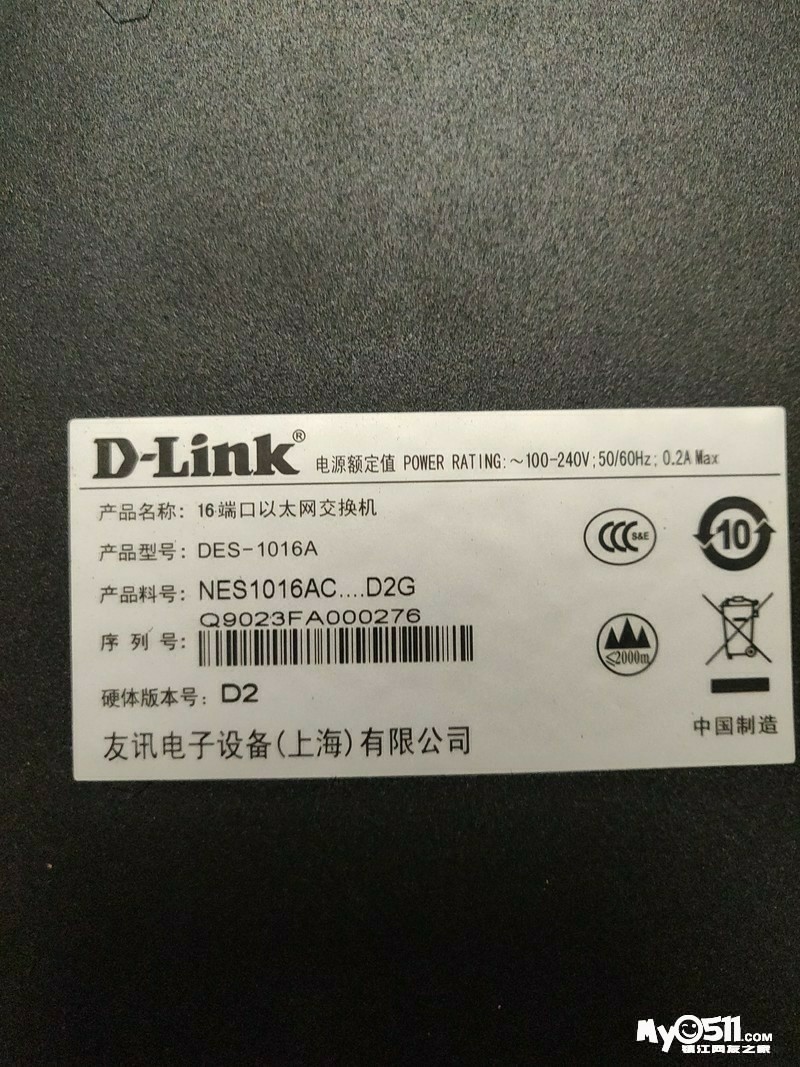 D-Link® 电源额定值 POWER RATING:~100-240V;50/60Hz; 0.2A Max
产品名称: 16端口以太网交换机
产品型号: DES-1016A
产品料号: NES1016AC....D2G
Q9023FA000276
序 列 号:
硬体版本号: D2
友讯电子设备(上海)有限公司
CCC S&E
10
≤2000m
中国制造
My0511.COM
镇江网友之家